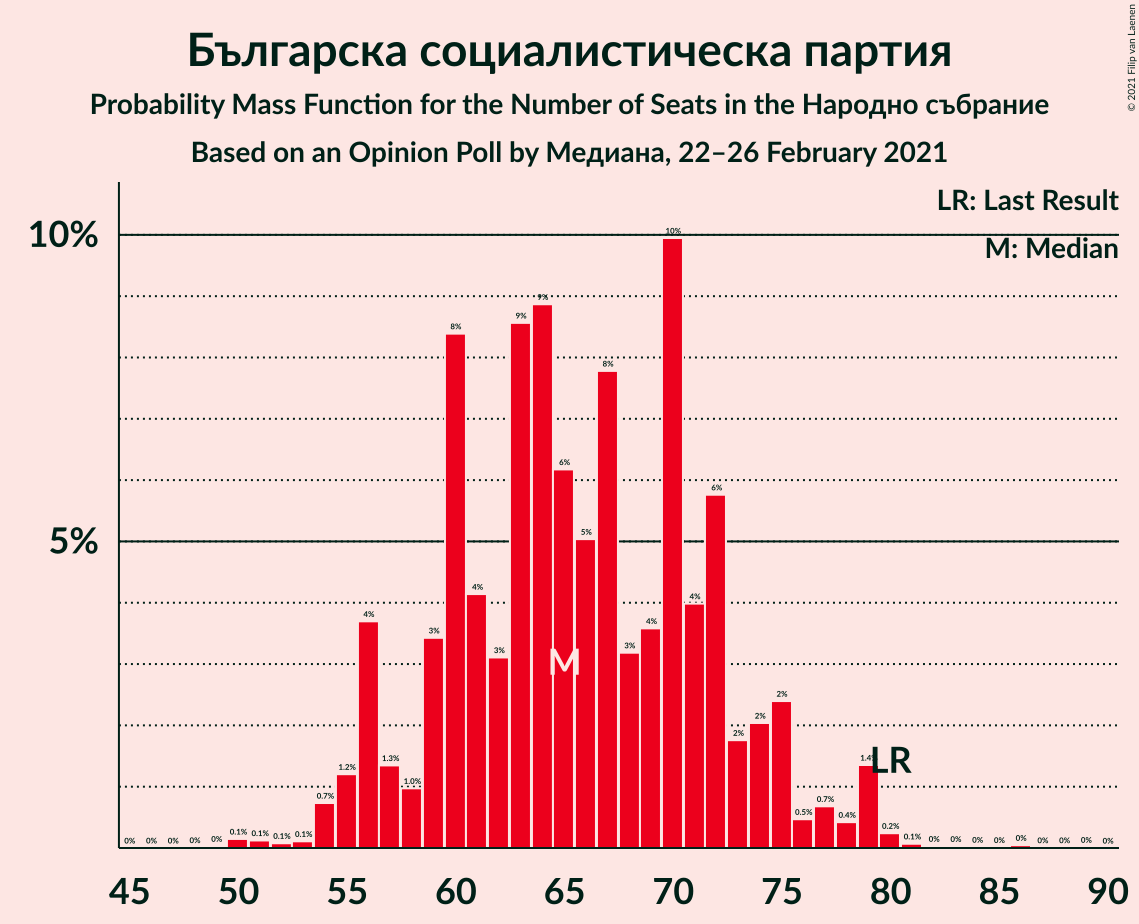 Българска социалистическа партия
Probability Mass Function for the Number of Seats in the Народно събрание
Based on an Opinion Poll by Медиана, 22–26 February 2021
© 2021 Filip van Laenen
LR: Last Result
M: Median
10%
5%
0% 0% 0% 0% 0% 0.1% 0.1% 0.1% 0.1% 0.7% 1.2% 4% 1.3% 1.0% 3% 8% 4% 3% 9% 9% 6% 5% 8% 3% 4% 10% 4% 6% 2% 2% 2% 0.5% 0.7% 0.4% 1.4% 0.2% 0.1% 0% 0% 0% 0% 0% 0% 0% 0% 0%
M
LR
45 50 55 60 65 70 75 80 85 90